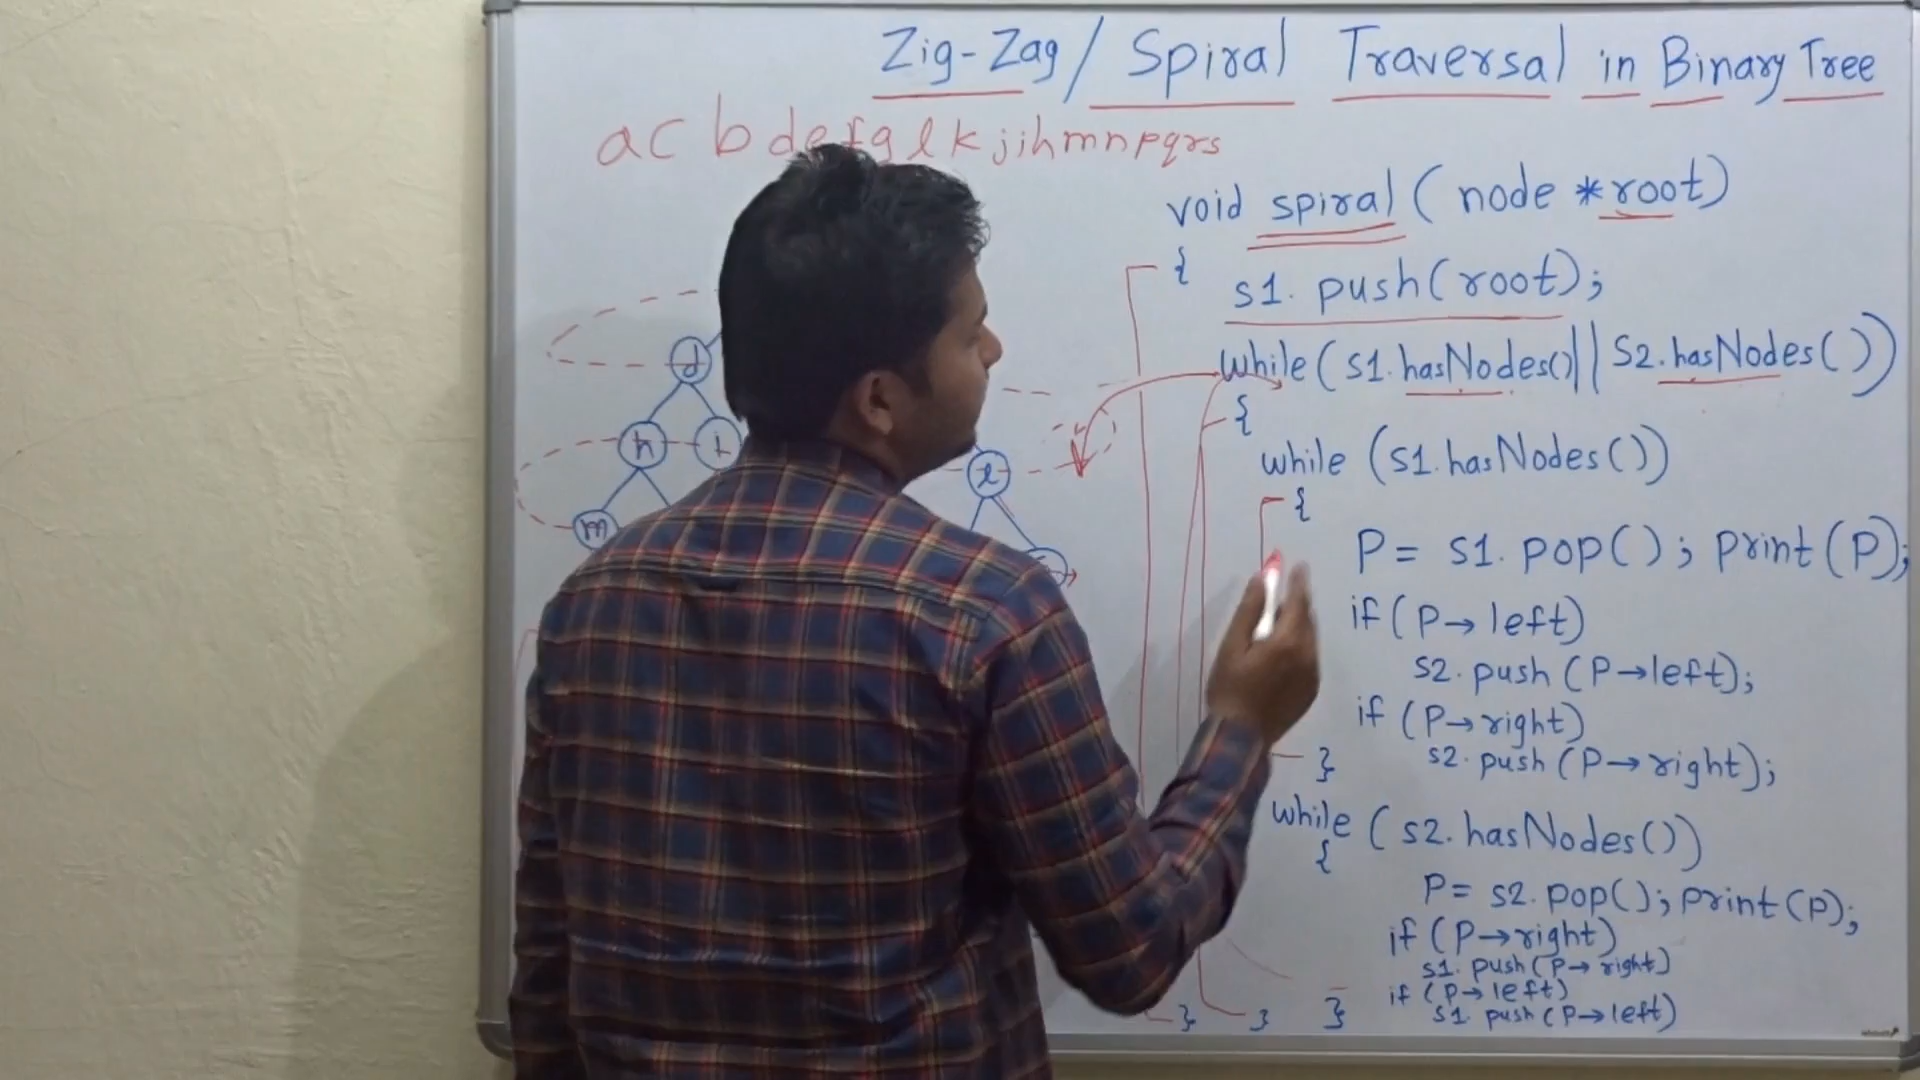 Zig-Zag / Spiral Traversal in Binary Tree
a c b d e f g l k j i h m n p q r s
void spiral ( node * root)
{
s1. push(root);
while ( s1.hasNodes() || S2.hasNodes( ) )
{
while (s1.hasNodes())
{
P = s1. pop( ) ; print (P);
if ( P→ left)
s2. push (P→left);
if (P→right)
s2. push (P→ right);
}
while ( s2. hasNodes( ))
{
P= s2. pop(); print (p);
if (P→right)
s1. push (P→ right)
if (P→ left)
s1. push (P→left)
} } }
d
h i
l
m